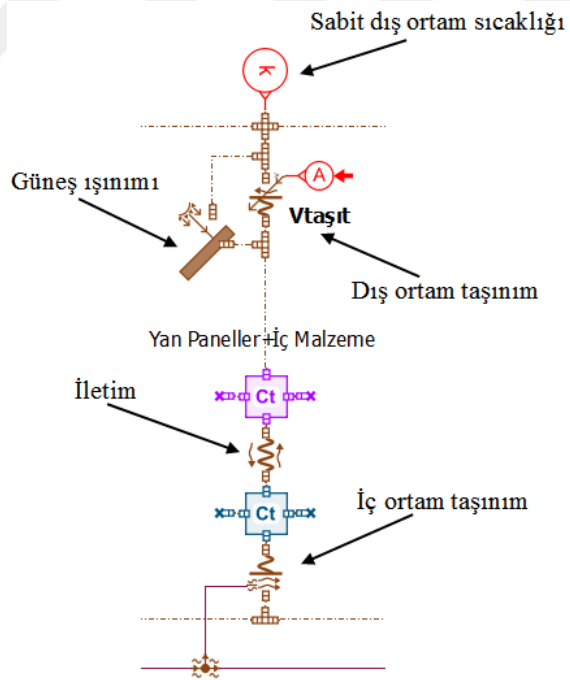 Sabit dış ortam sıcaklığı
K
A
Güneş ışınımı
Vtaşıt
Dış ortam taşınım
Yan Paneller+İç Malzeme
Ct
İletim
Ct
İç ortam taşınım